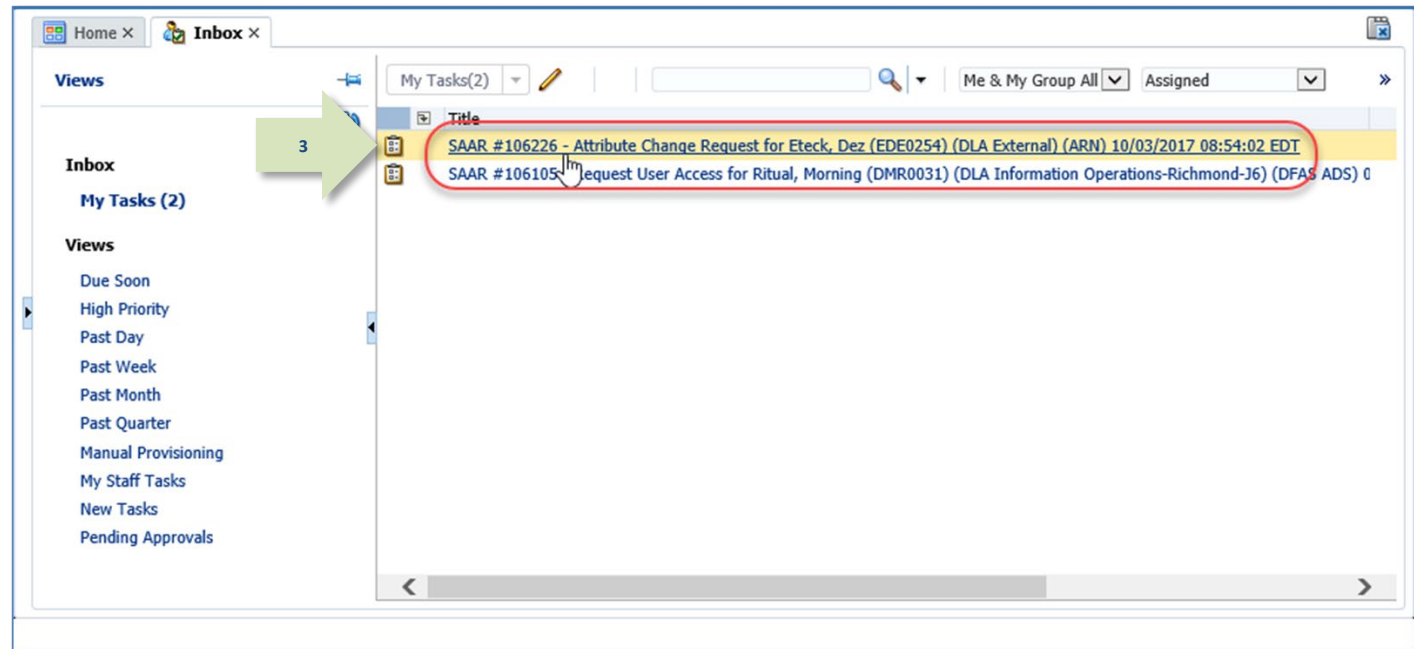 Home × Inbox ×
Views
My Tasks(2) Me & My Group All Assigned »
Title
3
SAAR #106226 - Attribute Change Request for Eteck, Dez (EDE0254) (DLA External) (ARN) 10/03/2017 08:54:02 EDT
SAAR #106105 equest User Access for Ritual, Morning (DMR0031) (DLA Information Operations-Richmond-J6) (DFAS ADS) 0
Inbox
My Tasks (2)
Views
Due Soon
High Priority
Past Day
Past Week
Past Month
Past Quarter
Manual Provisioning
My Staff Tasks
New Tasks
Pending Approvals